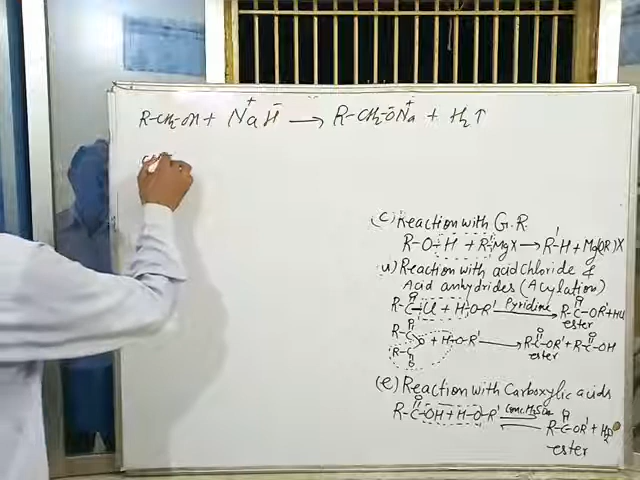 R-CH₂-OH + Na⁺H⁻ → R-CH₂-O⁻Na⁺ + H₂↑
(c) Reaction with G.R.
R-O-H + R'MgX → R'-H + Mg(OR)X
(d) Reaction with acid chloride &
Acid anhydrides (Acylation)
R-C(=O)-Cl + H-O-R' —Pyridine→ R-C(=O)-OR' + HCl
ester
R-C(=O)-O-C(=O)-R + H-O-R' → R-C(=O)-OR' + R-C(=O)-OH
ester
(e) Reaction with Carboxylic acids
R-C(=O)-OH + H-O-R' ⇌ conc. H₂SO₄ R-C(=O)-OR' + H₂O
ester